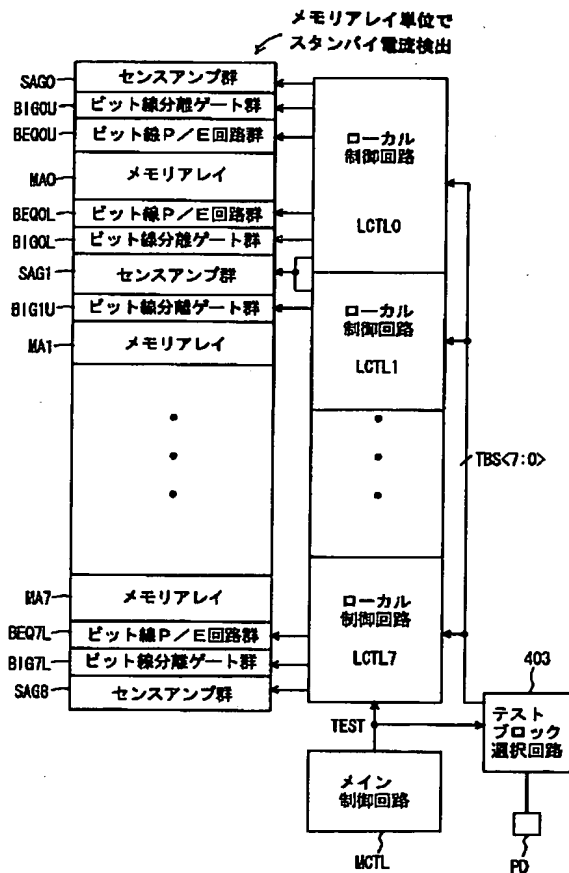 メモリアレイ単位で
スタンバイ電流検出
SAG0
センスアンプ群
BIG0U
ビット線分離ゲート群
BEQ0U
ビット線P/E回路群
MA0
メモリアレイ
BEQ0L
ビット線P/E回路群
BIG0L
ビット線分離ゲート群
SAG1
センスアンプ群
BIG1U
ビット線分離ゲート群
MA1
メモリアレイ
MA7
メモリアレイ
BEQ7L
ビット線P/E回路群
BIG7L
ビット線分離ゲート群
SAG8
センスアンプ群
ローカル
制御回路
LCTL0
ローカル
制御回路
LCTL1
ローカル
制御回路
LCTL7
TBS<7:0>
403
テスト
ブロック
選択回路
TEST
メイン
制御回路
MCTL
PD